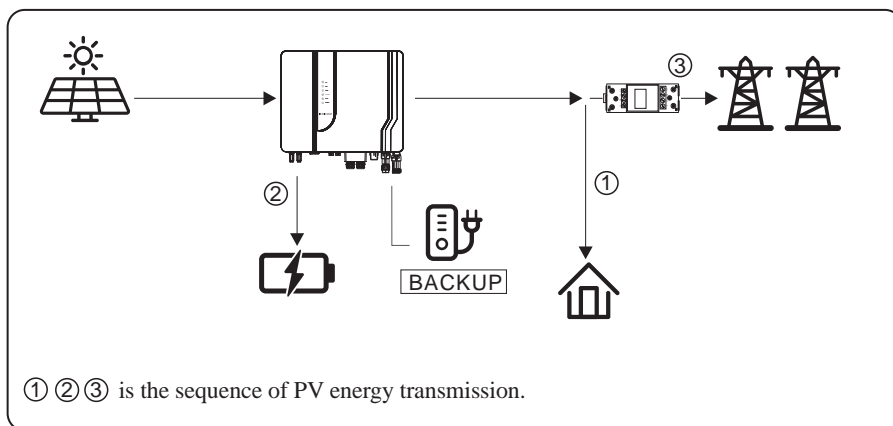 ③
②
①
BACKUP
① ② ③ is the sequence of PV energy transmission.